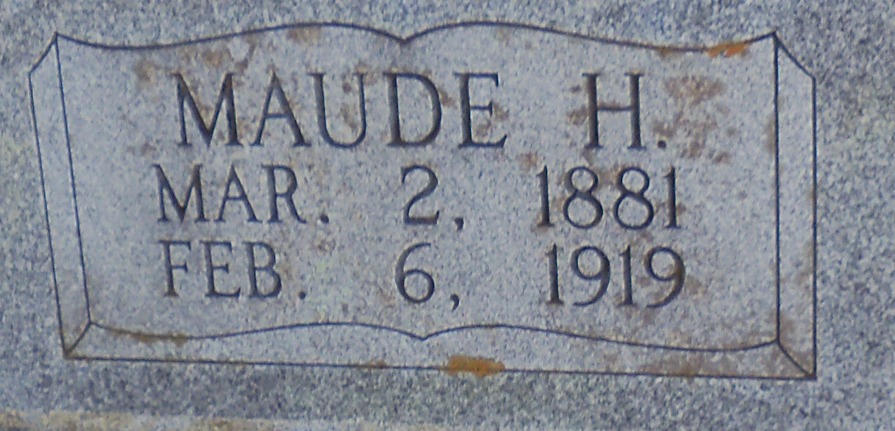 MAUDE H.
MAR. 2, 1881
FEB. 6, 1919